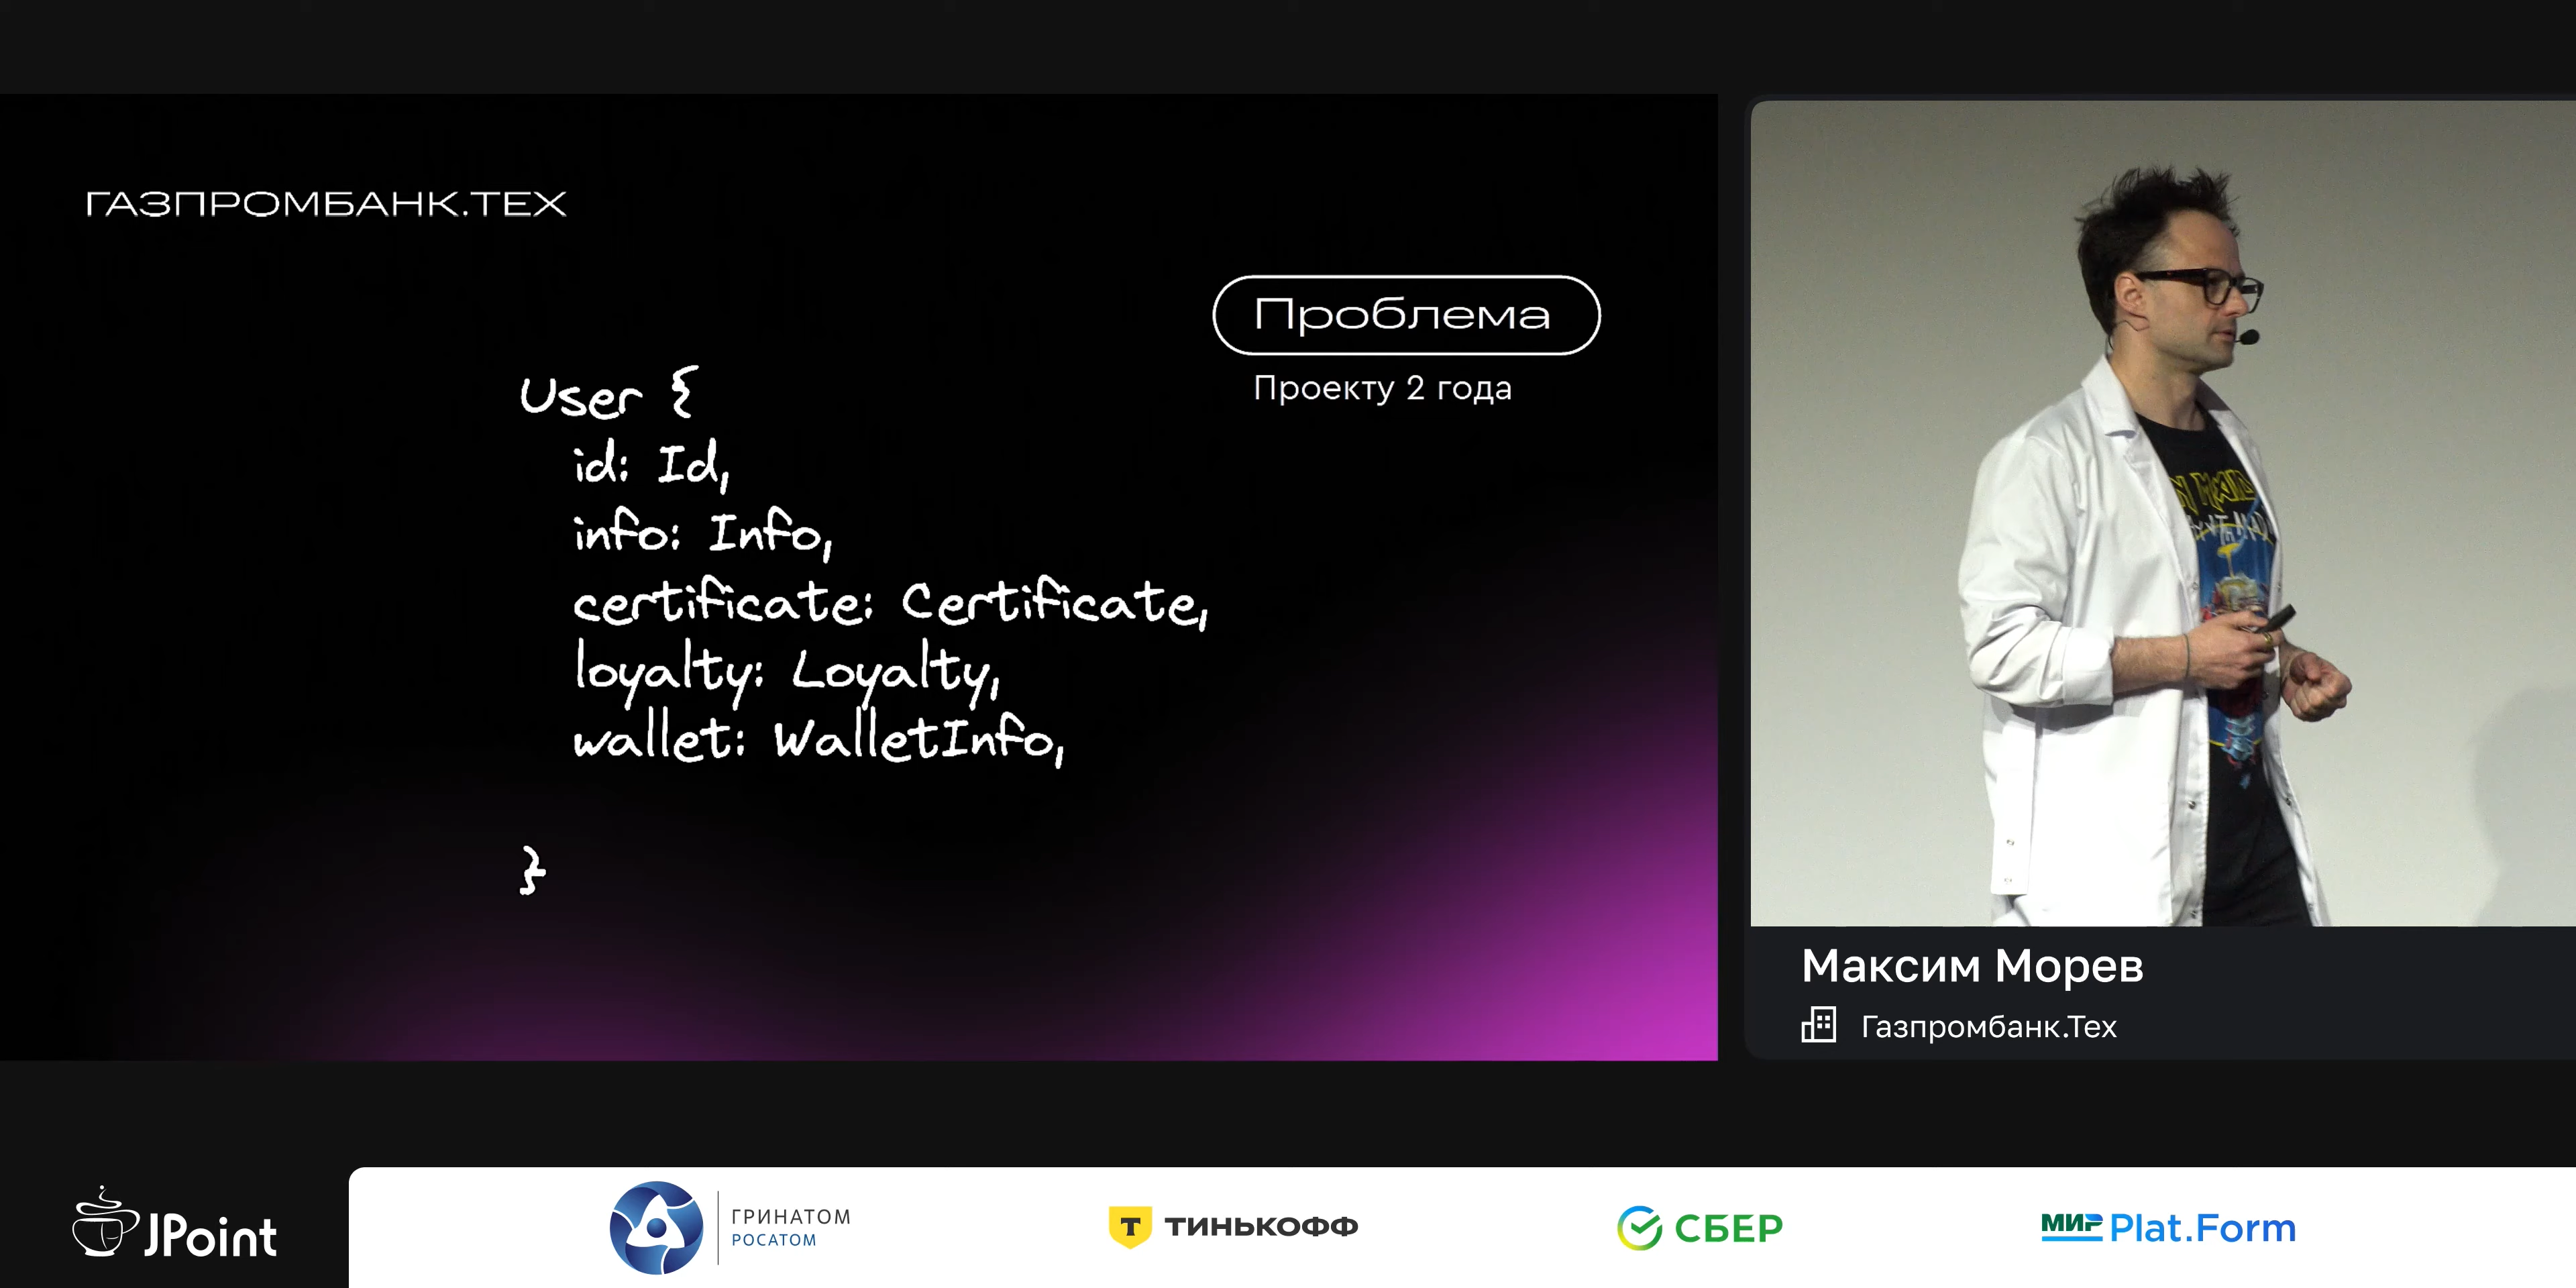 ГАЗПРОМБАНК.ТЕХ
Проблема
Проекту 2 года
User {
id: Id,
info: Info,
certificate: Certificate,
loyalty: Loyalty,
wallet: WalletInfo,
}
Максим Морев
Газпромбанк.Тех
JPoint
ГРИНАТОМ
РОСАТОМ
Т ТИНЬКОФФ
СБЕР
МИР Plat.Form